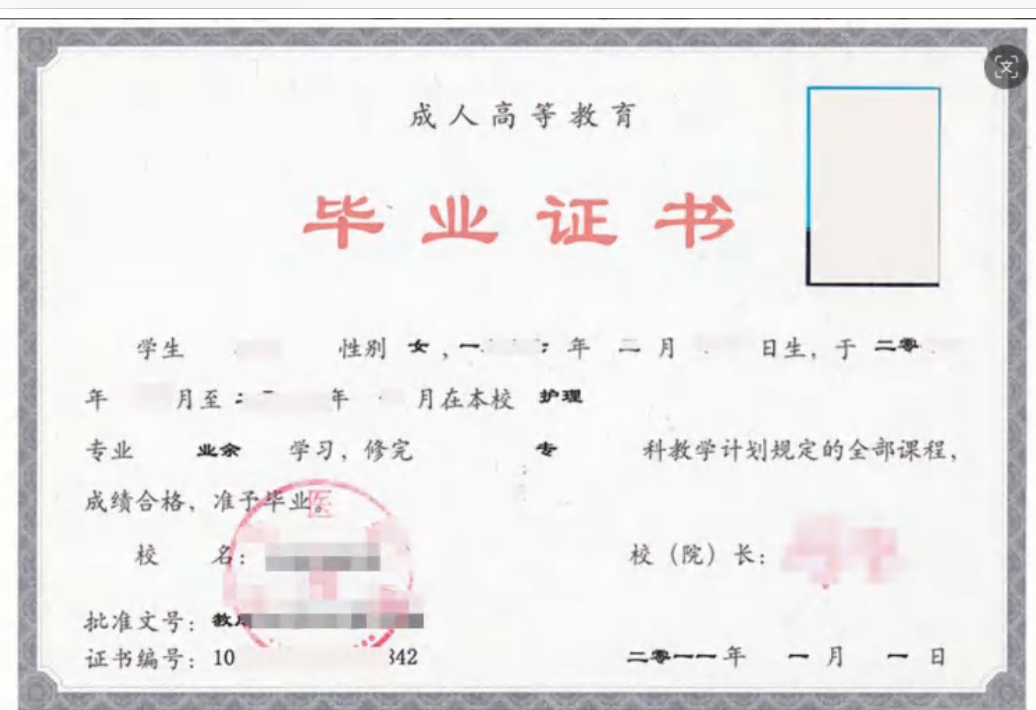 成人高等教育
毕业证书
学生 性别 女，一 年 二 月 日生，于 二零
年 月至 二 年 月在本校 护理
专业 业余 学习，修完 专 科教学计划规定的全部课程，
成绩合格，准予毕业。
医
校 名： 校（院）长：
批准文号：教
证书编号：10 342 二零一一年 一月 一日